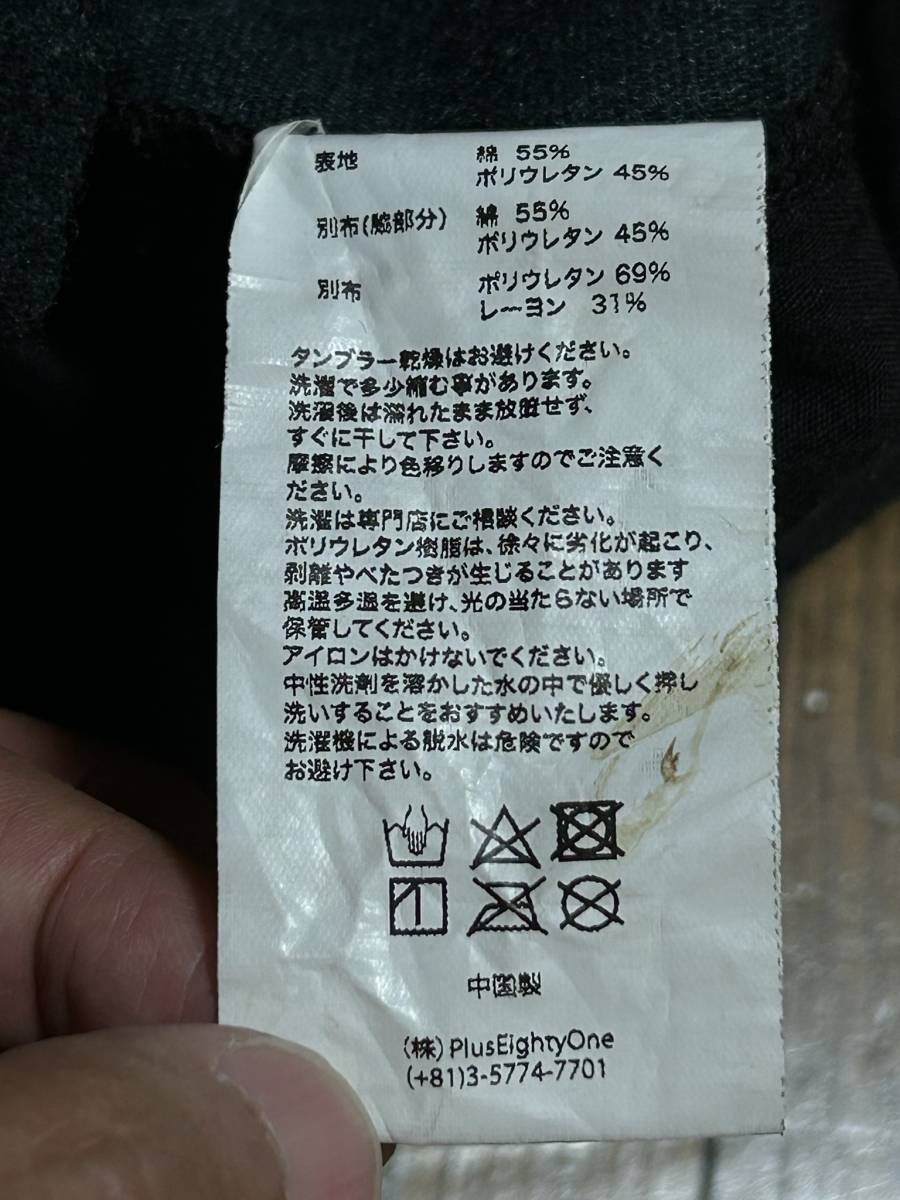 表地 綿 55%
ポリウレタン 45%
別布(脇部分) 綿 55%
ポリウレタン 45%
別布 ポリウレタン 69%
レーヨン 31%
タンブラー乾燥はお避けください。
洗濯で多少縮む事があります。
洗濯後は濡れたまま放置せず、
すぐに干して下さい。
摩擦により色移りしますのでご注意く
ださい。
洗濯は専門店にご相談ください。
ポリウレタン樹脂は、徐々に劣化が起こり、
剥離やべたつきが生じることがあります
高温多湿を避け、光の当たらない場所で
保管してください。
アイロンはかけないでください。
中性洗剤を溶かした水の中で優しく押し
洗いすることをおすすめいたします。
洗濯機による脱水は危険ですので
お避け下さい。
中国製
(株) PlusEightyOne
(+81)3-5774-7701